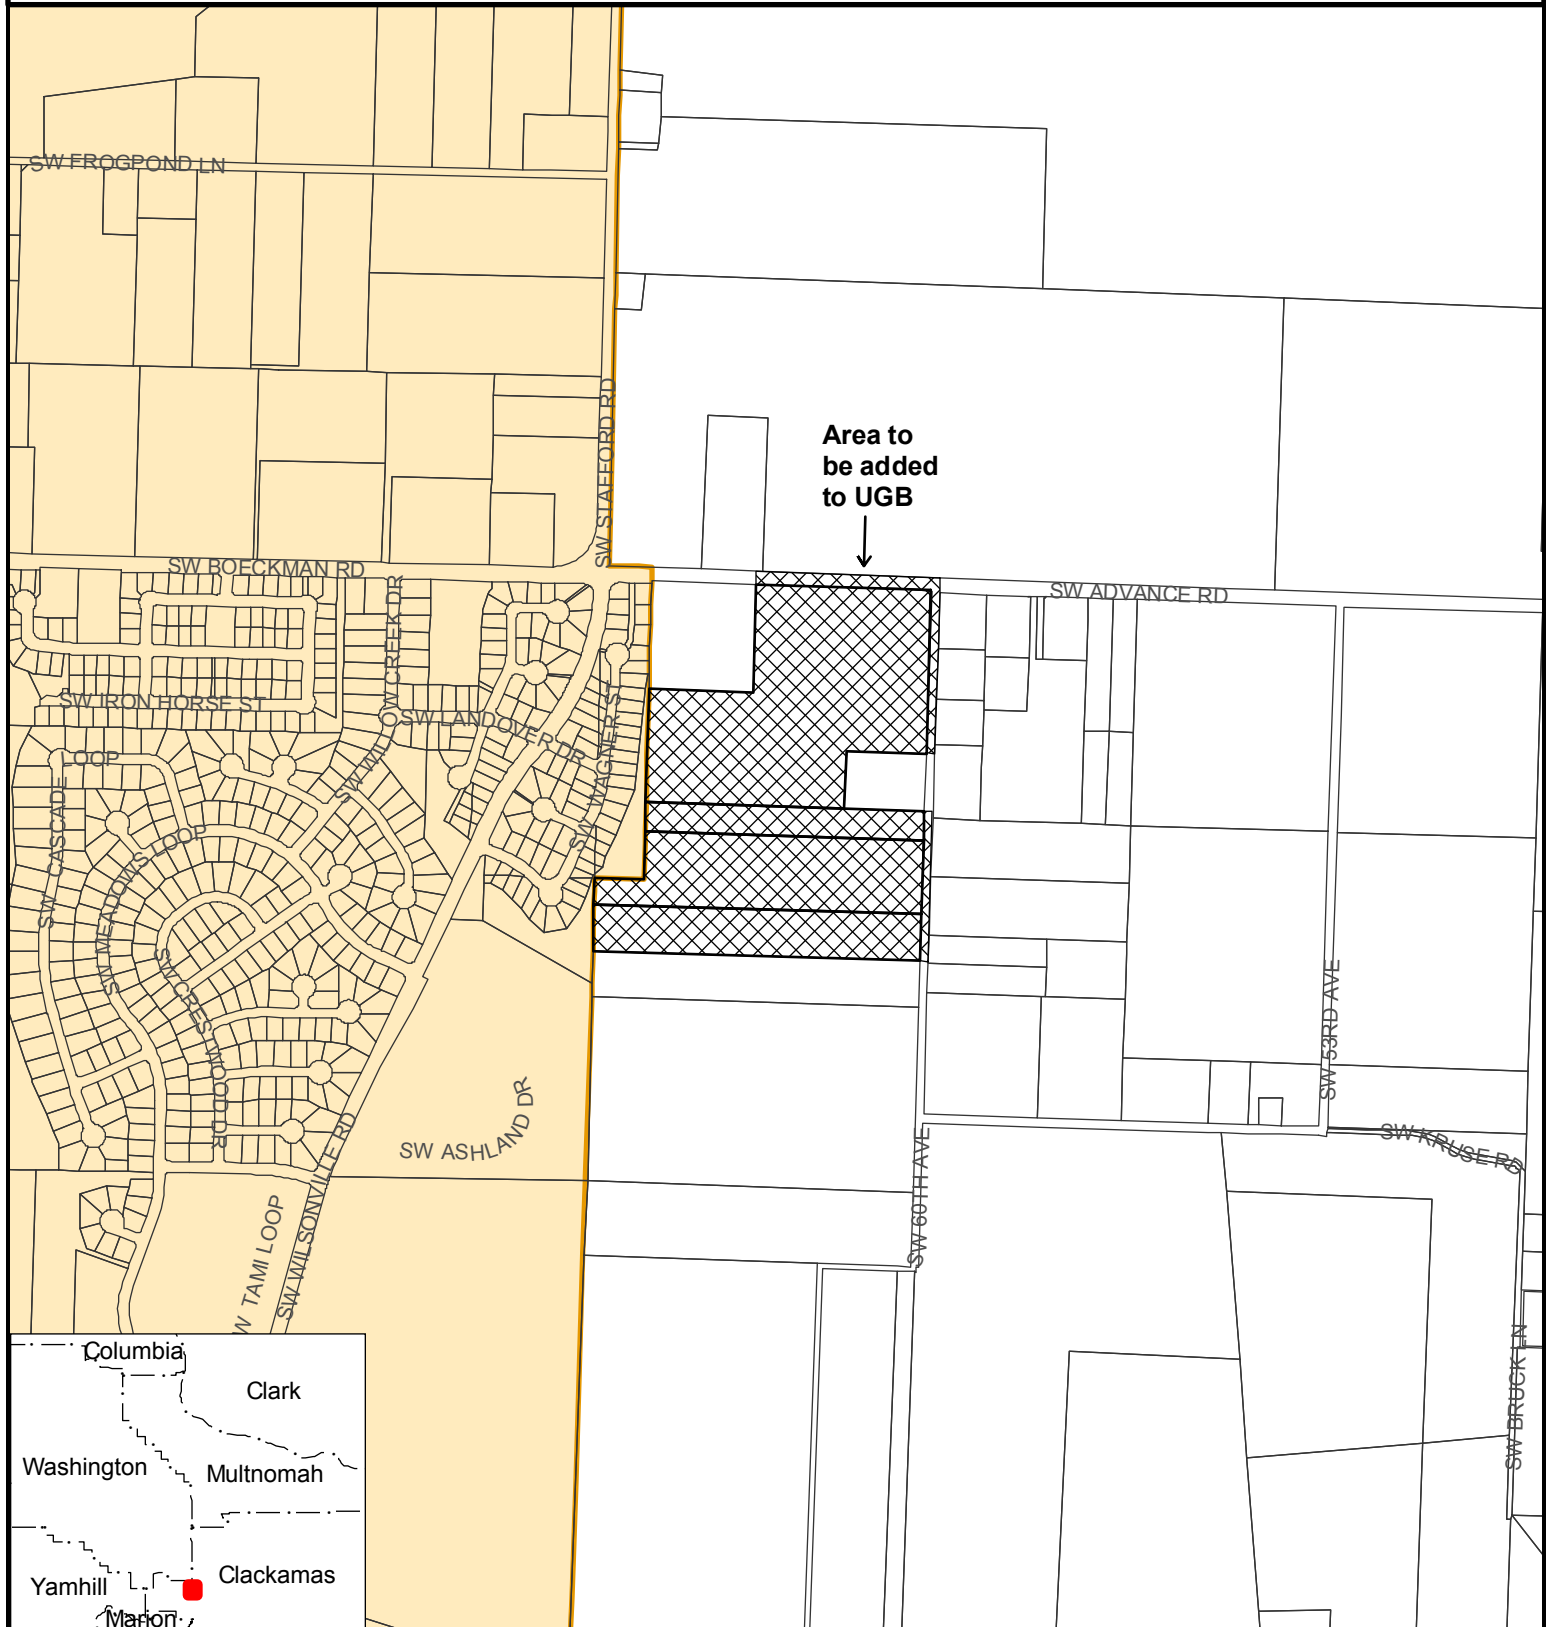 SW FROGPOND LN
SW STAFFORD RD
Area to
be added
to UGB
SW BOECKMAN RD
SW ADVANCE RD
SW WILLOW CREEK DR
SW IRON HORSE ST
SW LANDOVER DR
SW WAGNER ST
SW CASCADE LOOP
SW MEADOWS LOOP
SW CRESTWOOD DR
SW 53RD AVE
SW ASHLAND DR
SW WILSONVILLE RD
SW KRUSE RD
SW 60TH AVE
W TAMI LOOP
SW BRUCK LN
Columbia
Clark
Washington
Multnomah
Yamhill
Clackamas
Marion